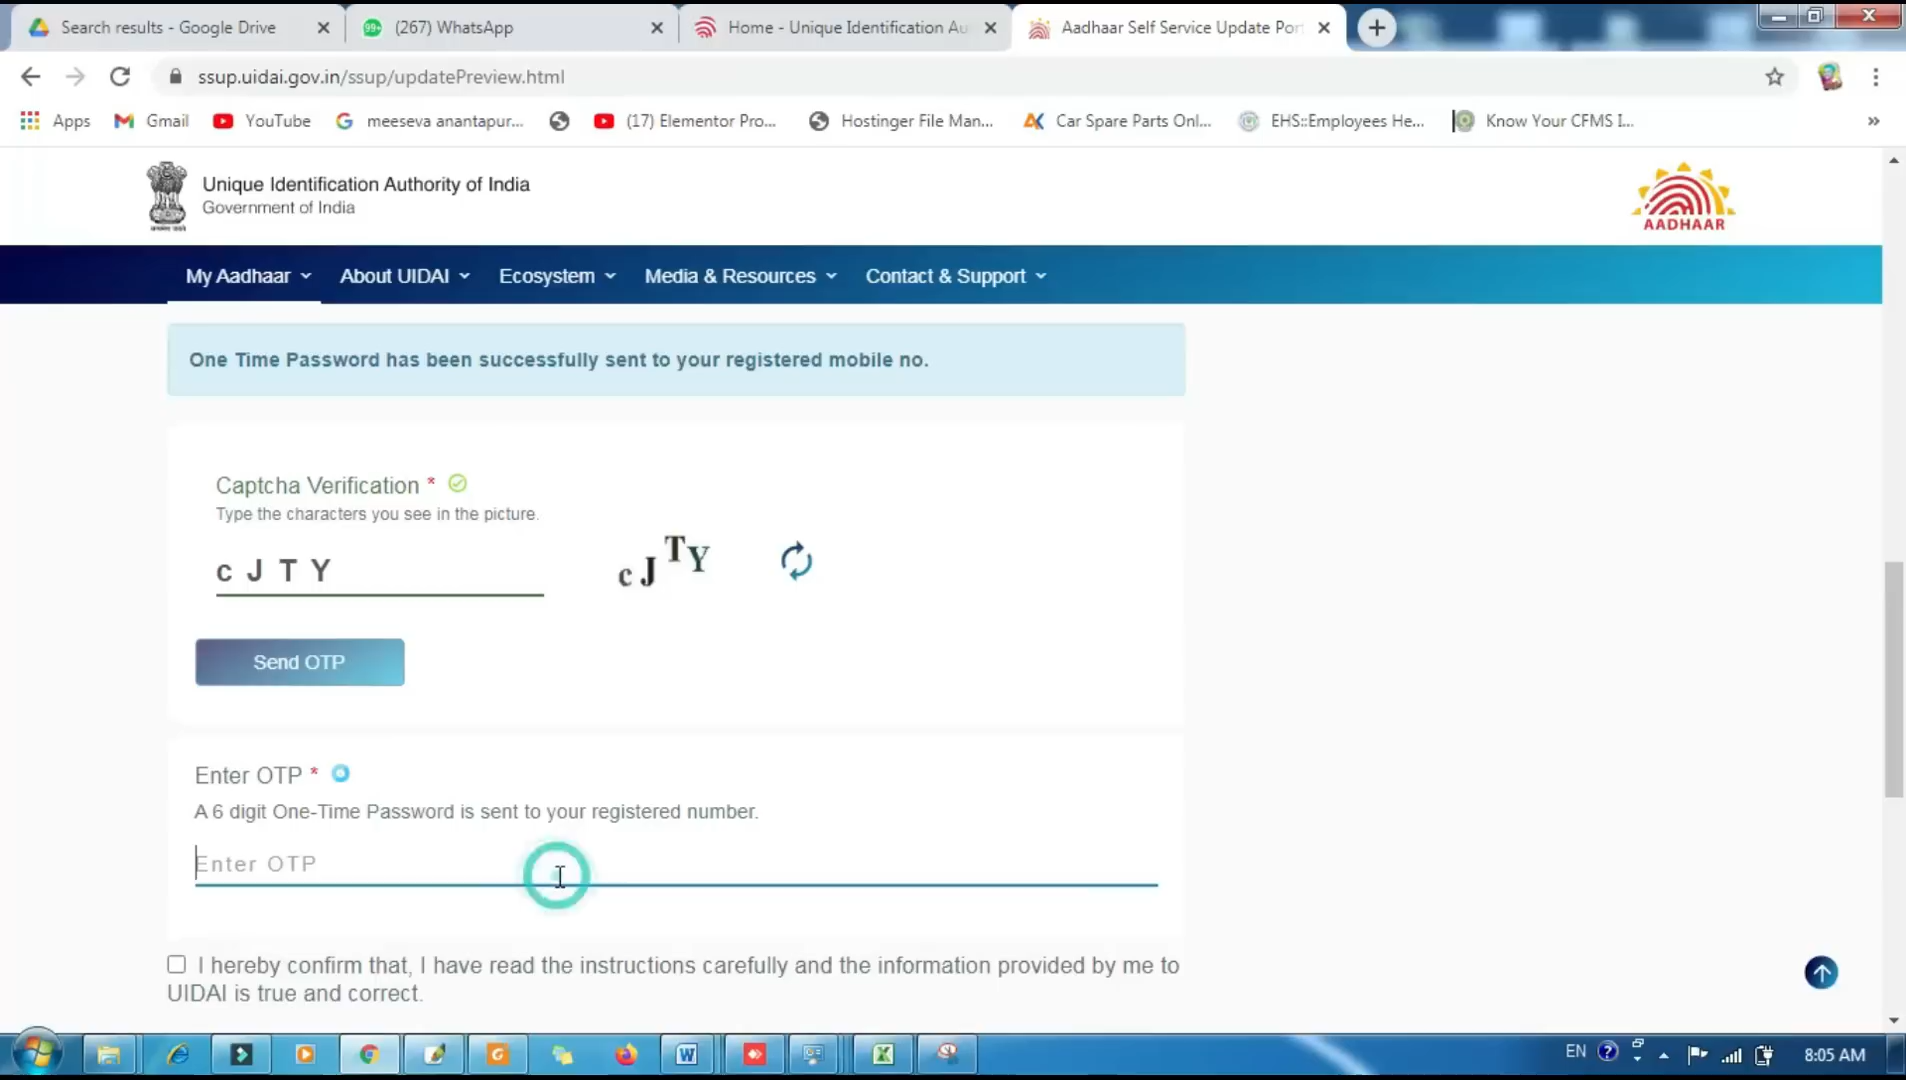 Search results - Google Drive
(267) WhatsApp
Home - Unique Identification Au
Aadhaar Self Service Update Por
ssup.uidai.gov.in/ssup/updatePreview.html
Apps
Gmail
YouTube
meeseva anantapur...
(17) Elementor Pro...
Hostinger File Man...
Car Spare Parts Onl...
EHS::Employees He...
Know Your CFMS I...
Unique Identification Authority of India
Government of India
AADHAAR
My Aadhaar
About UIDAI
Ecosystem
Media & Resources
Contact & Support
One Time Password has been successfully sent to your registered mobile no.
Captcha Verification *
Type the characters you see in the picture.
c J T Y
c J T Y
Send OTP
Enter OTP *
A 6 digit One-Time Password is sent to your registered number.
Enter OTP
I hereby confirm that, I have read the instructions carefully and the information provided by me to
UIDAI is true and correct.
EN
8:05 AM